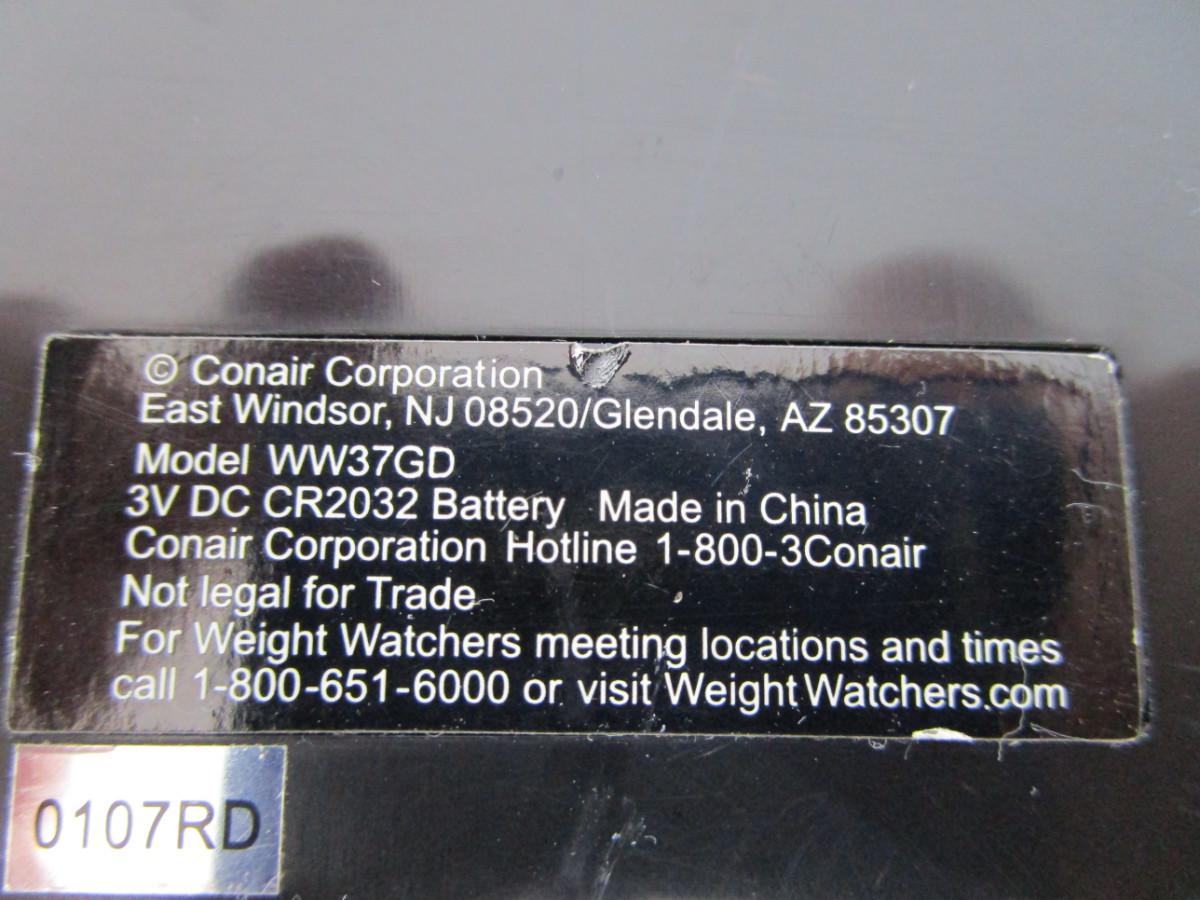 © Conair Corporation
East Windsor, NJ 08520/Glendale, AZ 85307
Model WW37GD
3V DC CR2032 Battery Made in China
Conair Corporation Hotline 1-800-3Conair
Not legal for Trade
For Weight Watchers meeting locations and times
call 1-800-651-6000 or visit WeightWatchers.com
0107RD